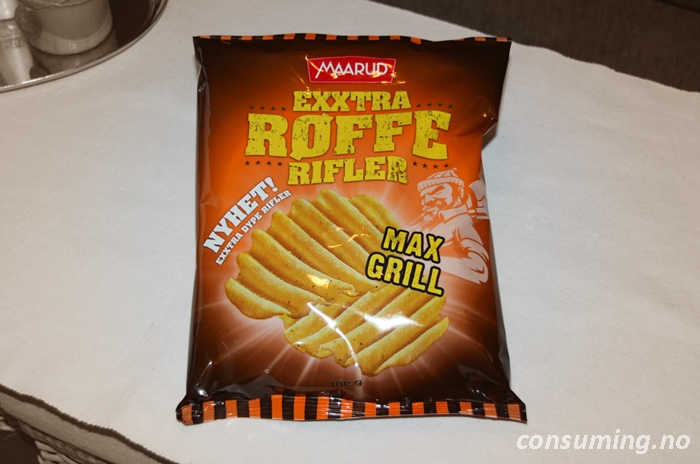 MAARUD
EXXTRA
RØFFE
RIFLER
NYHET!
EXXTRA DYPE RIFLER
MAX
GRILL
consuming.no